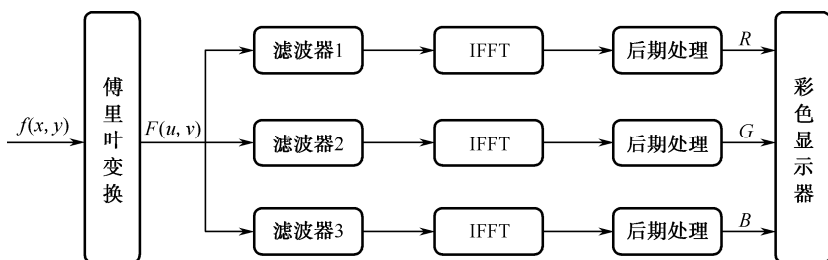 f(x, y)
傅里叶变换
F(u, v)
滤波器1
IFFT
后期处理
R
滤波器2
IFFT
后期处理
G
滤波器3
IFFT
后期处理
B
彩色显示器